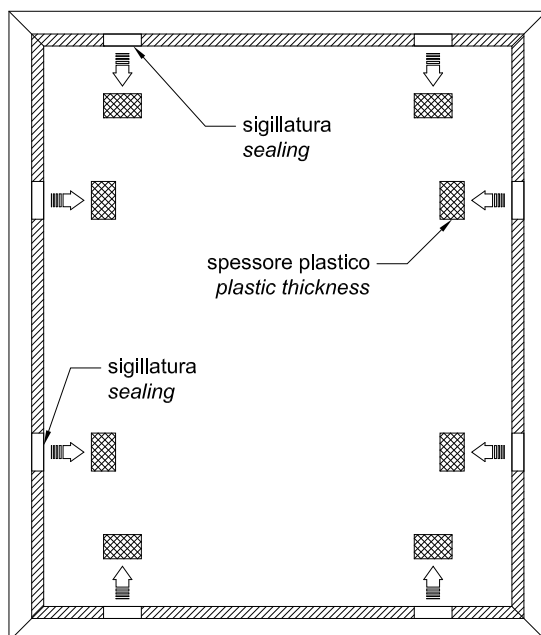 sigillatura
sealing
spessore plastico
plastic thickness
sigillatura
sealing